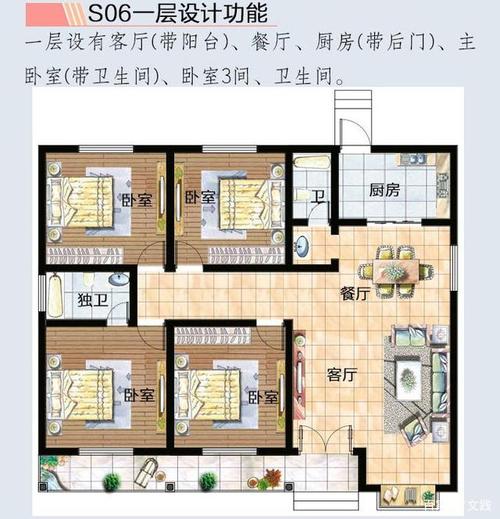 S06一层设计功能
一层设有客厅(带阳台)、餐厅、厨房(带后门)、主
卧室(带卫生间)、卧室3间、卫生间。
卧室
卧室
卫
厨房
独卫
餐厅
卧室
卧室
客厅